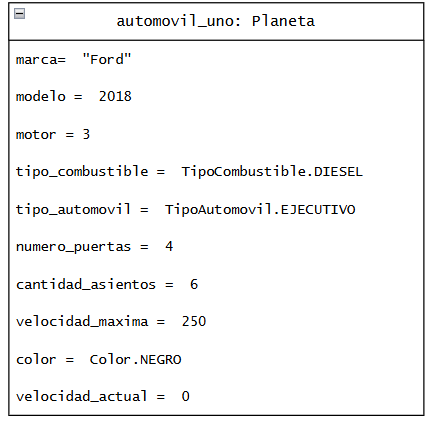 automovil_uno: Planeta
marca= "Ford"
modelo = 2018
motor = 3
tipo_combustible = TipoCombustible.DIESEL
tipo_automovil = TipoAutomovil.EJECUTIVO
numero_puertas = 4
cantidad_asientos = 6
velocidad_maxima = 250
color = Color.NEGRO
velocidad_actual = 0